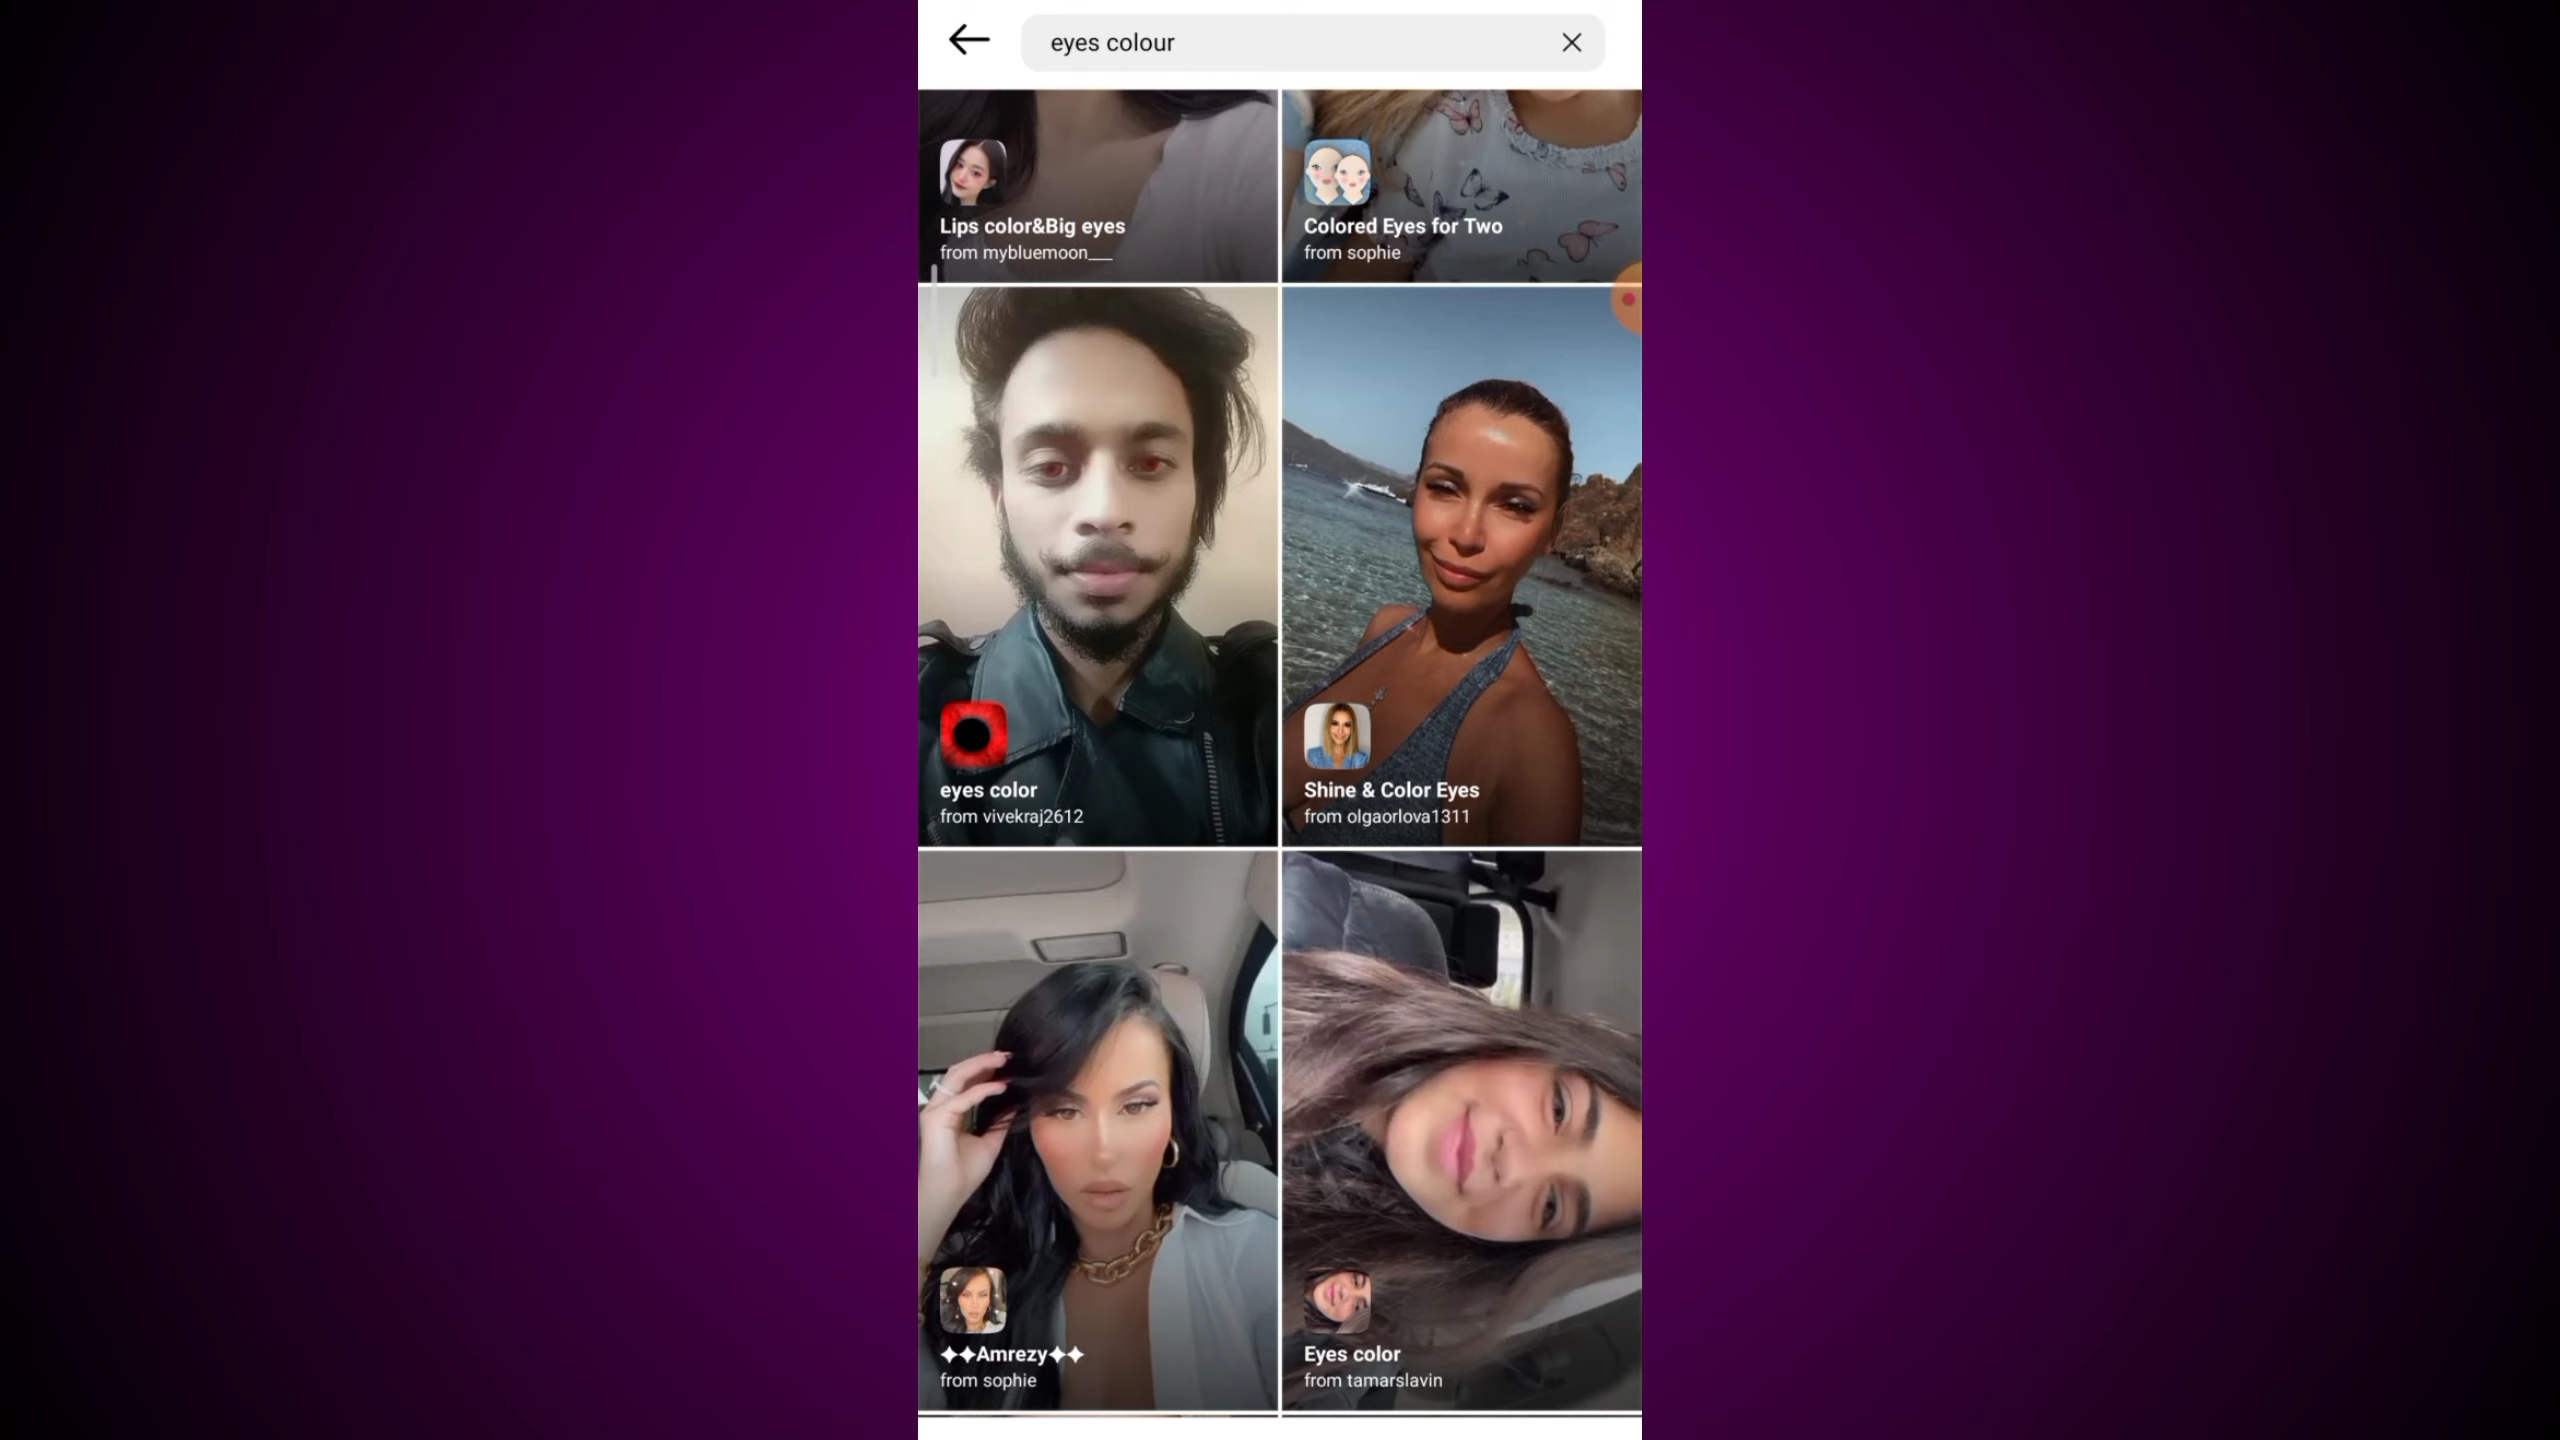 eyes colour
Lips color&Big eyes
from mybluemoon___
Colored Eyes for Two
from sophie
eyes color
from vivekraj2612
Shine & Color Eyes
from olgaorlova1311
✦✦Amrezy✦✦
from sophie
Eyes color
from tamarslavin